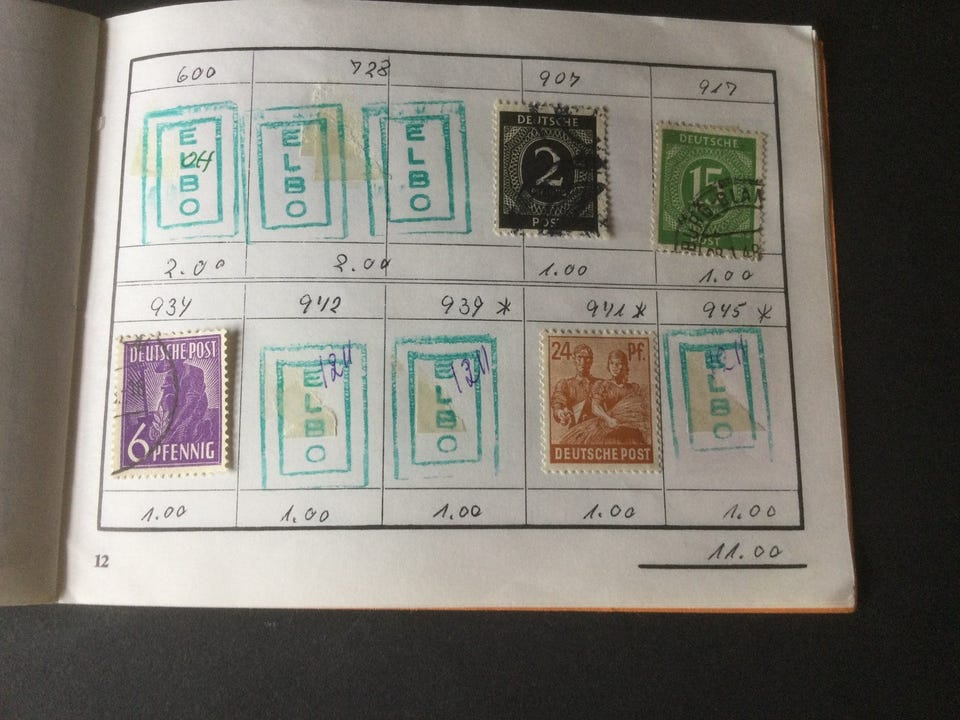 600 728 907 917
ELBO ELBO ELBO
OH
DEUTSCHE
2
POST
DEUTSCHE
15
POST
2.00 2.00 1.00 1.00
934 942 939 * 941 * 945 *
DEUTSCHE POST
6 PFENNIG
ELBO ELBO
24 Pf.
DEUTSCHE POST
ELBO
1.00 1.00 1.00 1.00 1.00
12
11.00